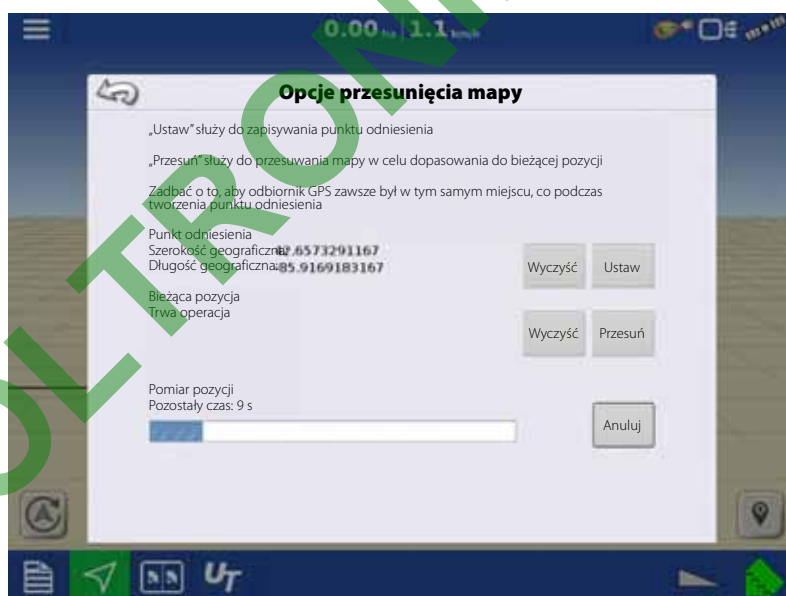 0.00 ha 1.1 km/h
Opcje przesunięcia mapy
„Ustaw” służy do zapisywania punktu odniesienia
„Przesuń” służy do przesuwania mapy w celu dopasowania do bieżącej pozycji
Zadbać o to, aby odbiornik GPS zawsze był w tym samym miejscu, co podczas
tworzenia punktu odniesienia
Punkt odniesienia
Szerokość geograficzna: 42.6573291167
Długość geograficzna: -85.9169183167
Wyczyść Ustaw
Bieżąca pozycja
Trwa operacja
Wyczyść Przesuń
Pomiar pozycji
Pozostały czas: 9 s
Anuluj
UT